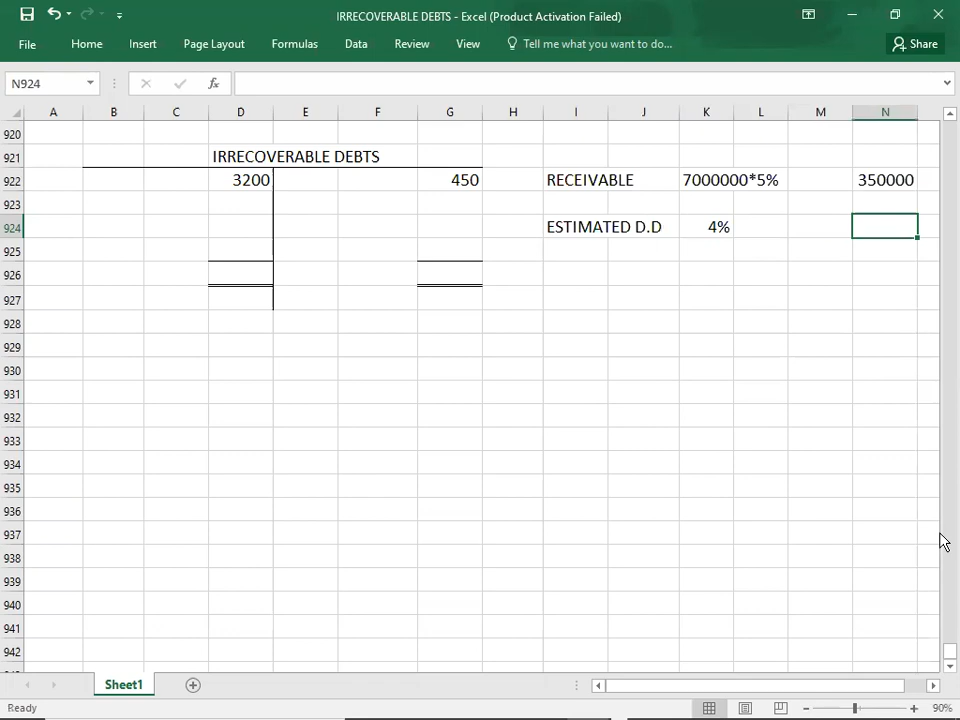 IRRECOVERABLE DEBTS - Excel (Product Activation Failed)
File Home Insert Page Layout Formulas Data Review View Tell me what you want to do... Share
N924 fx
A B C D E F G H I J K L M N
920
921 IRRECOVERABLE DEBTS
922 3200 450 RECEIVABLE 7000000*5% 350000
923
924 ESTIMATED D.D 4%
925
926
927
928
929
930
931
932
933
934
935
936
937
938
939
940
941
942
Sheet1
Ready 90%